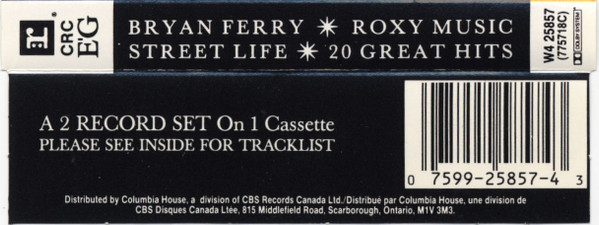 CRC
EG
BRYAN FERRY ✴ ROXY MUSIC
STREET LIFE ✴ 20 GREAT HITS
W4 25857
(775718C)
DOLBY SYSTEM
A 2 RECORD SET On 1 Cassette
PLEASE SEE INSIDE FOR TRACKLIST
0 7599-25857-4 3
Distributed by Columbia House, a division of CBS Records Canada Ltd./Distribué par Columbia House, une division de
CBS Disques Canada Ltée, 815 Middlefield Road, Scarborough, Ontario, M1V 3M3.